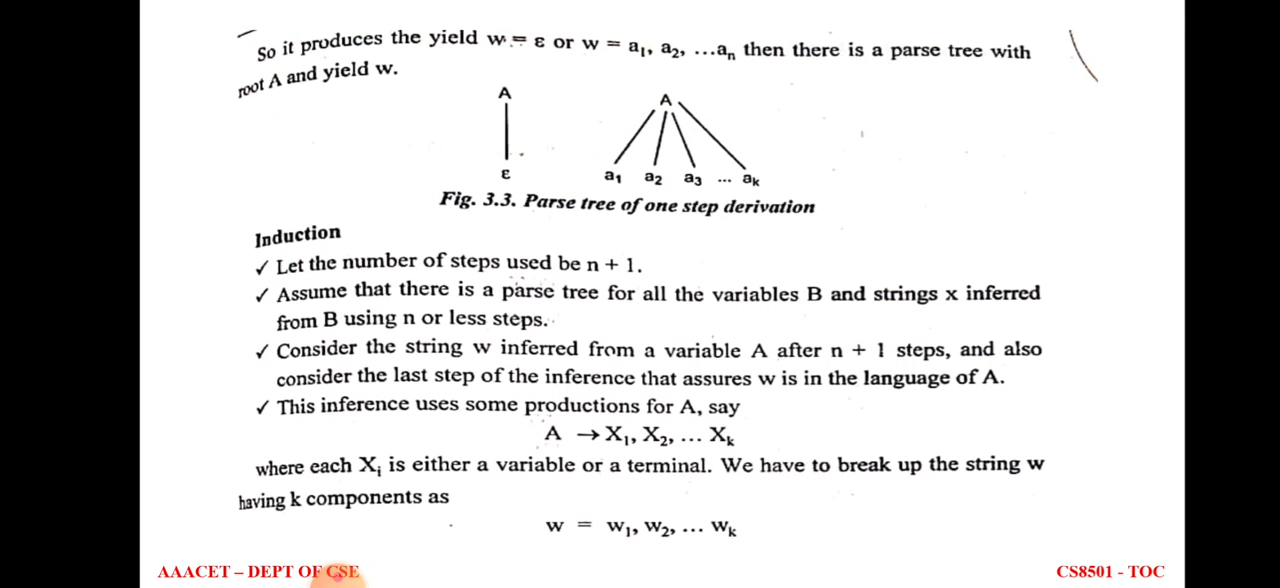 So it produces the yield w = ε or w = a₁, a₂, ...aₙ then there is a parse tree with
root A and yield w.
A A
ε a₁ a₂ a₃ ... aₖ
Fig. 3.3. Parse tree of one step derivation
Induction
✓ Let the number of steps used be n + 1.
✓ Assume that there is a parse tree for all the variables B and strings x inferred
from B using n or less steps.
✓ Consider the string w inferred from a variable A after n + 1 steps, and also
consider the last step of the inference that assures w is in the language of A.
✓ This inference uses some productions for A, say
A → X₁, X₂, ... Xₖ
where each Xᵢ is either a variable or a terminal. We have to break up the string w
having k components as
w = w₁, w₂, ... wₖ
AAACET – DEPT OF CSE CS8501 - TOC